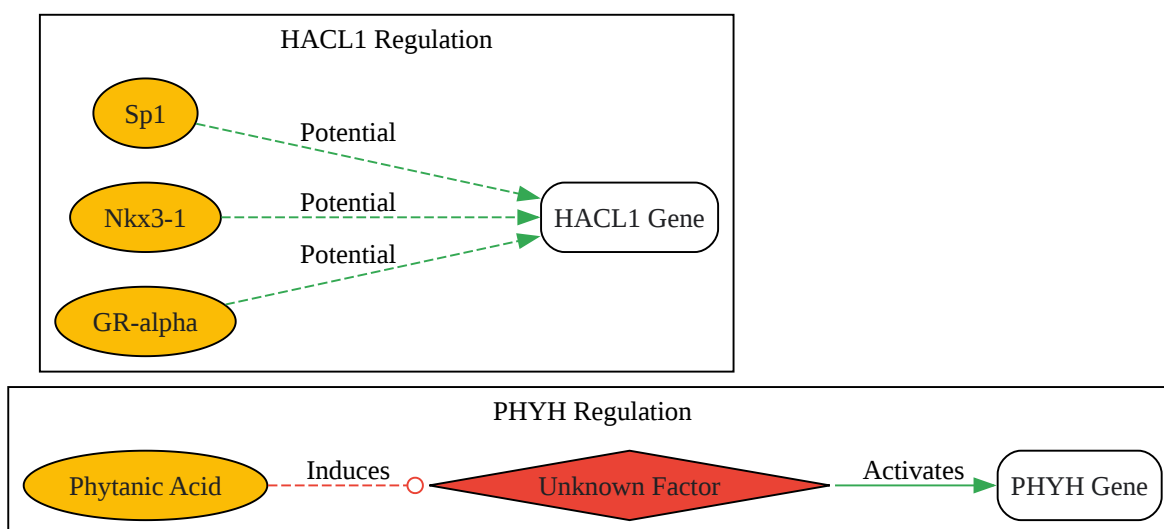 HACL1 Regulation
Sp1
Potential
Nkx3-1
Potential
HACL1 Gene
Potential
GR-alpha
PHYH Regulation
Phytanic Acid
Induces
Unknown Factor
Activates
PHYH Gene